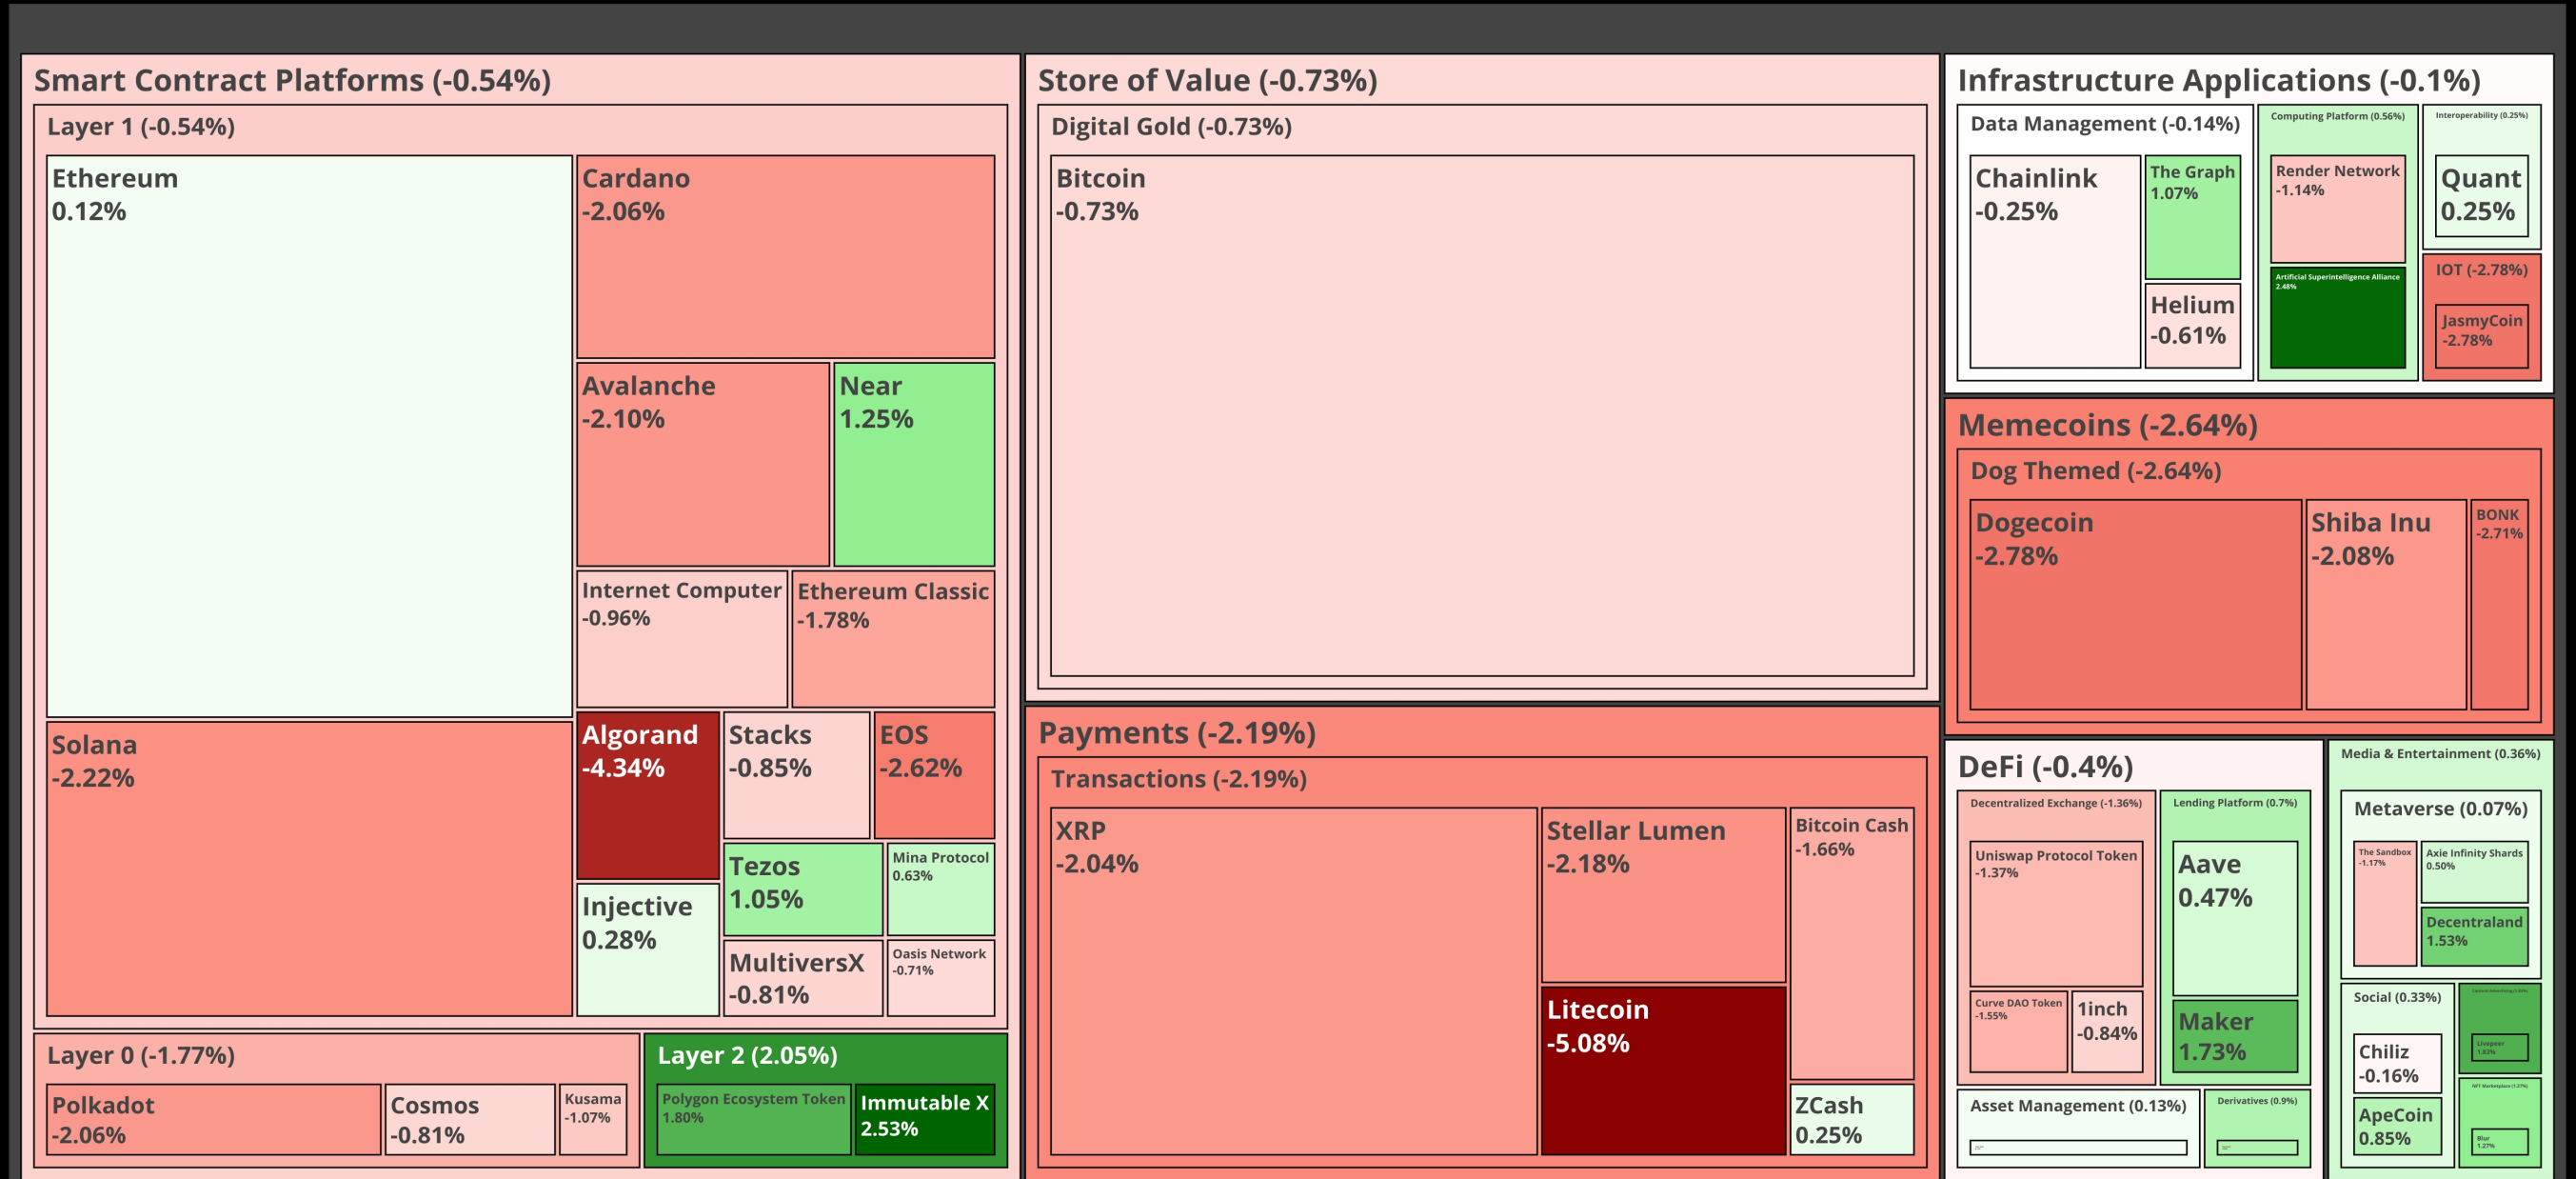 Smart Contract Platforms (-0.54%)
Layer 1 (-0.54%)
Ethereum
0.12%
Solana
-2.22%
Cardano
-2.06%
Avalanche
-2.10%
Near
1.25%
Internet Computer
-0.96%
Ethereum Classic
-1.78%
Algorand
-4.34%
Injective
0.28%
Stacks
-0.85%
EOS
-2.62%
Tezos
1.05%
Mina Protocol
0.63%
MultiversX
-0.81%
Oasis Network
-0.71%
Layer 0 (-1.77%)
Polkadot
-2.06%
Cosmos
-0.81%
Kusama
-1.07%
Layer 2 (2.05%)
Polygon Ecosystem Token
1.80%
Immutable X
2.53%
Store of Value (-0.73%)
Digital Gold (-0.73%)
Bitcoin
-0.73%
Payments (-2.19%)
Transactions (-2.19%)
XRP
-2.04%
Stellar Lumen
-2.18%
Litecoin
-5.08%
Bitcoin Cash
-1.66%
ZCash
0.25%
Infrastructure Applications (-0.1%)
Data Management (-0.14%)
Chainlink
-0.25%
The Graph
1.07%
Helium
-0.61%
Computing Platform (0.56%)
Render Network
-1.14%
Artificial Superintelligence Alliance
2.48%
Interoperability (0.25%)
Quant
0.25%
IOT (-2.78%)
JasmyCoin
-2.78%
Memecoins (-2.64%)
Dog Themed (-2.64%)
Dogecoin
-2.78%
Shiba Inu
-2.08%
BONK
-2.71%
DeFi (-0.4%)
Decentralized Exchange (-1.36%)
Uniswap Protocol Token
-1.37%
Curve DAO Token
-1.55%
1inch
-0.84%
Lending Platform (0.7%)
Aave
0.47%
Maker
1.73%
Asset Management (0.13%)
Derivatives (0.9%)
Media & Entertainment (0.36%)
Metaverse (0.07%)
The Sandbox
-1.17%
Axie Infinity Shards
0.50%
Decentraland
1.53%
Social (0.33%)
Chiliz
-0.16%
ApeCoin
0.85%
Livepeer
1.83%
NFT Marketplace (1.27%)
Blur
1.27%